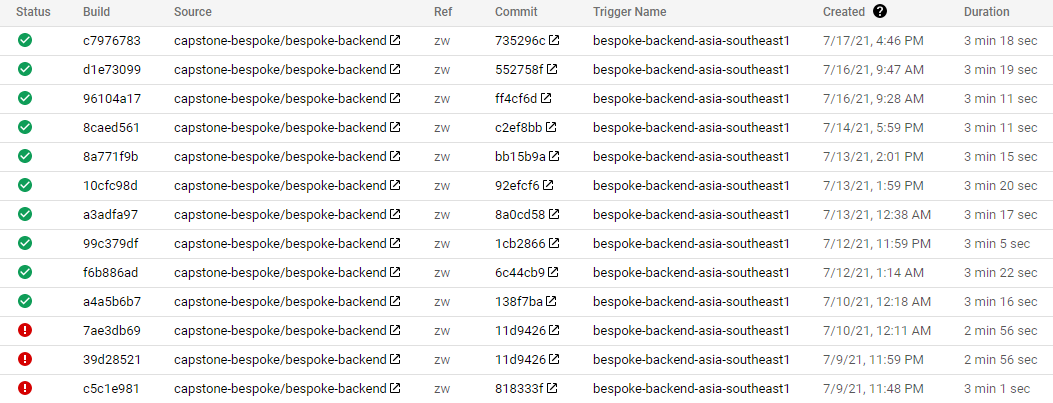 Status Build Source Ref Commit Trigger Name Created ? Duration
c7976783 capstone-bespoke/bespoke-backend zw 735296c bespoke-backend-asia-southeast1 7/17/21, 4:46 PM 3 min 18 sec
d1e73099 capstone-bespoke/bespoke-backend zw 552758f bespoke-backend-asia-southeast1 7/16/21, 9:47 AM 3 min 19 sec
96104a17 capstone-bespoke/bespoke-backend zw ff4cf6d bespoke-backend-asia-southeast1 7/16/21, 9:28 AM 3 min 11 sec
8caed561 capstone-bespoke/bespoke-backend zw c2ef8bb bespoke-backend-asia-southeast1 7/14/21, 5:59 PM 3 min 11 sec
8a771f9b capstone-bespoke/bespoke-backend zw bb15b9a bespoke-backend-asia-southeast1 7/13/21, 2:01 PM 3 min 15 sec
10cfc98d capstone-bespoke/bespoke-backend zw 92efcf6 bespoke-backend-asia-southeast1 7/13/21, 1:59 PM 3 min 20 sec
a3adfa97 capstone-bespoke/bespoke-backend zw 8a0cd58 bespoke-backend-asia-southeast1 7/13/21, 12:38 AM 3 min 17 sec
99c379df capstone-bespoke/bespoke-backend zw 1cb2866 bespoke-backend-asia-southeast1 7/12/21, 11:59 PM 3 min 5 sec
f6b886ad capstone-bespoke/bespoke-backend zw 6c44cb9 bespoke-backend-asia-southeast1 7/12/21, 1:14 AM 3 min 22 sec
a4a5b6b7 capstone-bespoke/bespoke-backend zw 138f7ba bespoke-backend-asia-southeast1 7/10/21, 12:18 AM 3 min 16 sec
7ae3db69 capstone-bespoke/bespoke-backend zw 11d9426 bespoke-backend-asia-southeast1 7/10/21, 12:11 AM 2 min 56 sec
39d28521 capstone-bespoke/bespoke-backend zw 11d9426 bespoke-backend-asia-southeast1 7/9/21, 11:59 PM 2 min 56 sec
c5c1e981 capstone-bespoke/bespoke-backend zw 818333f bespoke-backend-asia-southeast1 7/9/21, 11:48 PM 3 min 1 sec